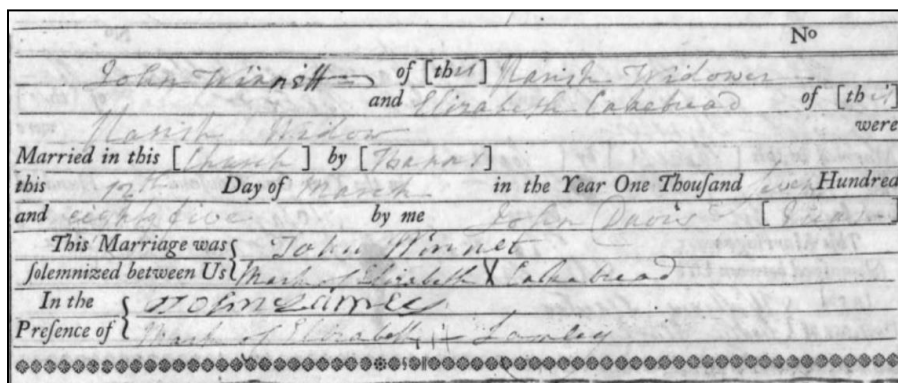 No
John Winnett of [this] Parish Widower
and Elizabeth Cakebread of [this]
Parish Widow were
Married in this [Church] by [Banns]
this Day of March in the Year One Thousand Seven Hundred
and eighty five by me John Davis []
This Marriage was John Winnet
solemnized between Us Mark of Elizabeth X Cakebread
In the John Lamley
Presence of Mark of Elizabeth Lamley